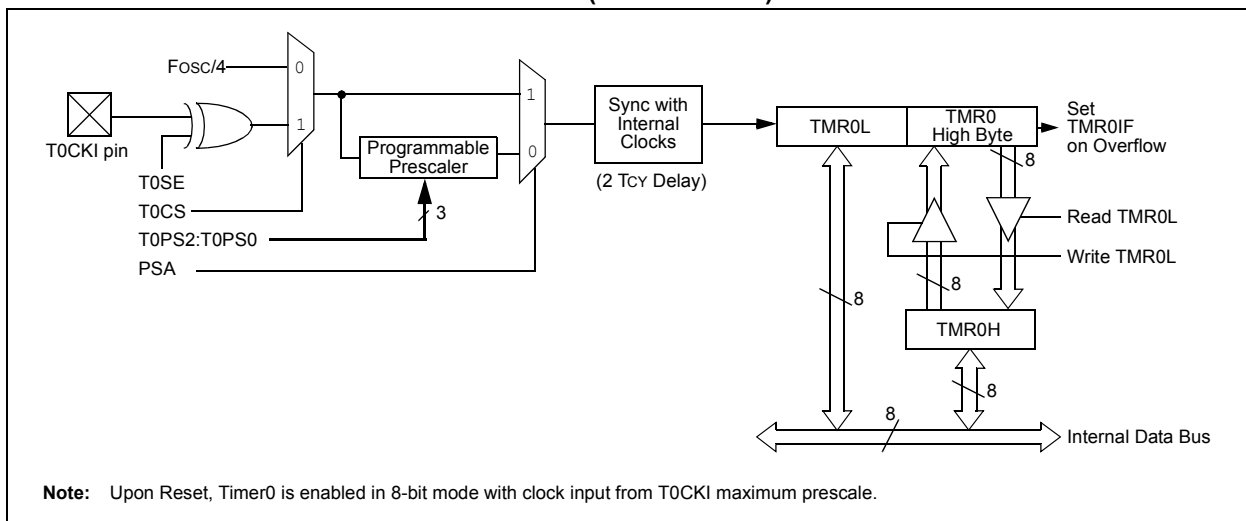 FOSC/4
0
1
T0CKI pin
T0SE
T0CS
T0PS2:T0PS0
PSA
Programmable
Prescaler
3
1
0
Sync with
Internal
Clocks
(2 TCY Delay)
TMR0L
TMR0
High Byte
Set
TMR0IF
on Overflow
8
Read TMR0L
Write TMR0L
8
8
TMR0H
8
8
Internal Data Bus
Note: Upon Reset, Timer0 is enabled in 8-bit mode with clock input from T0CKI maximum prescale.